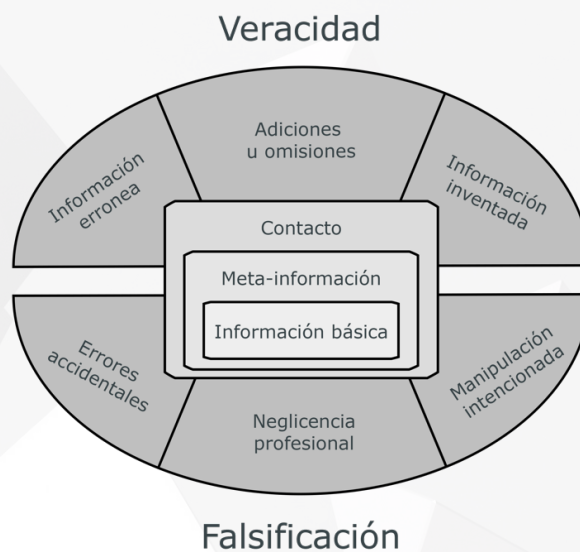 Veracidad
Adiciones
u omisiones
Información
erronea
Información
inventada
Contacto
Meta-información
Información básica
Errores
accidentales
Neglicencia
profesional
Manipulación
intencionada
Falsificación